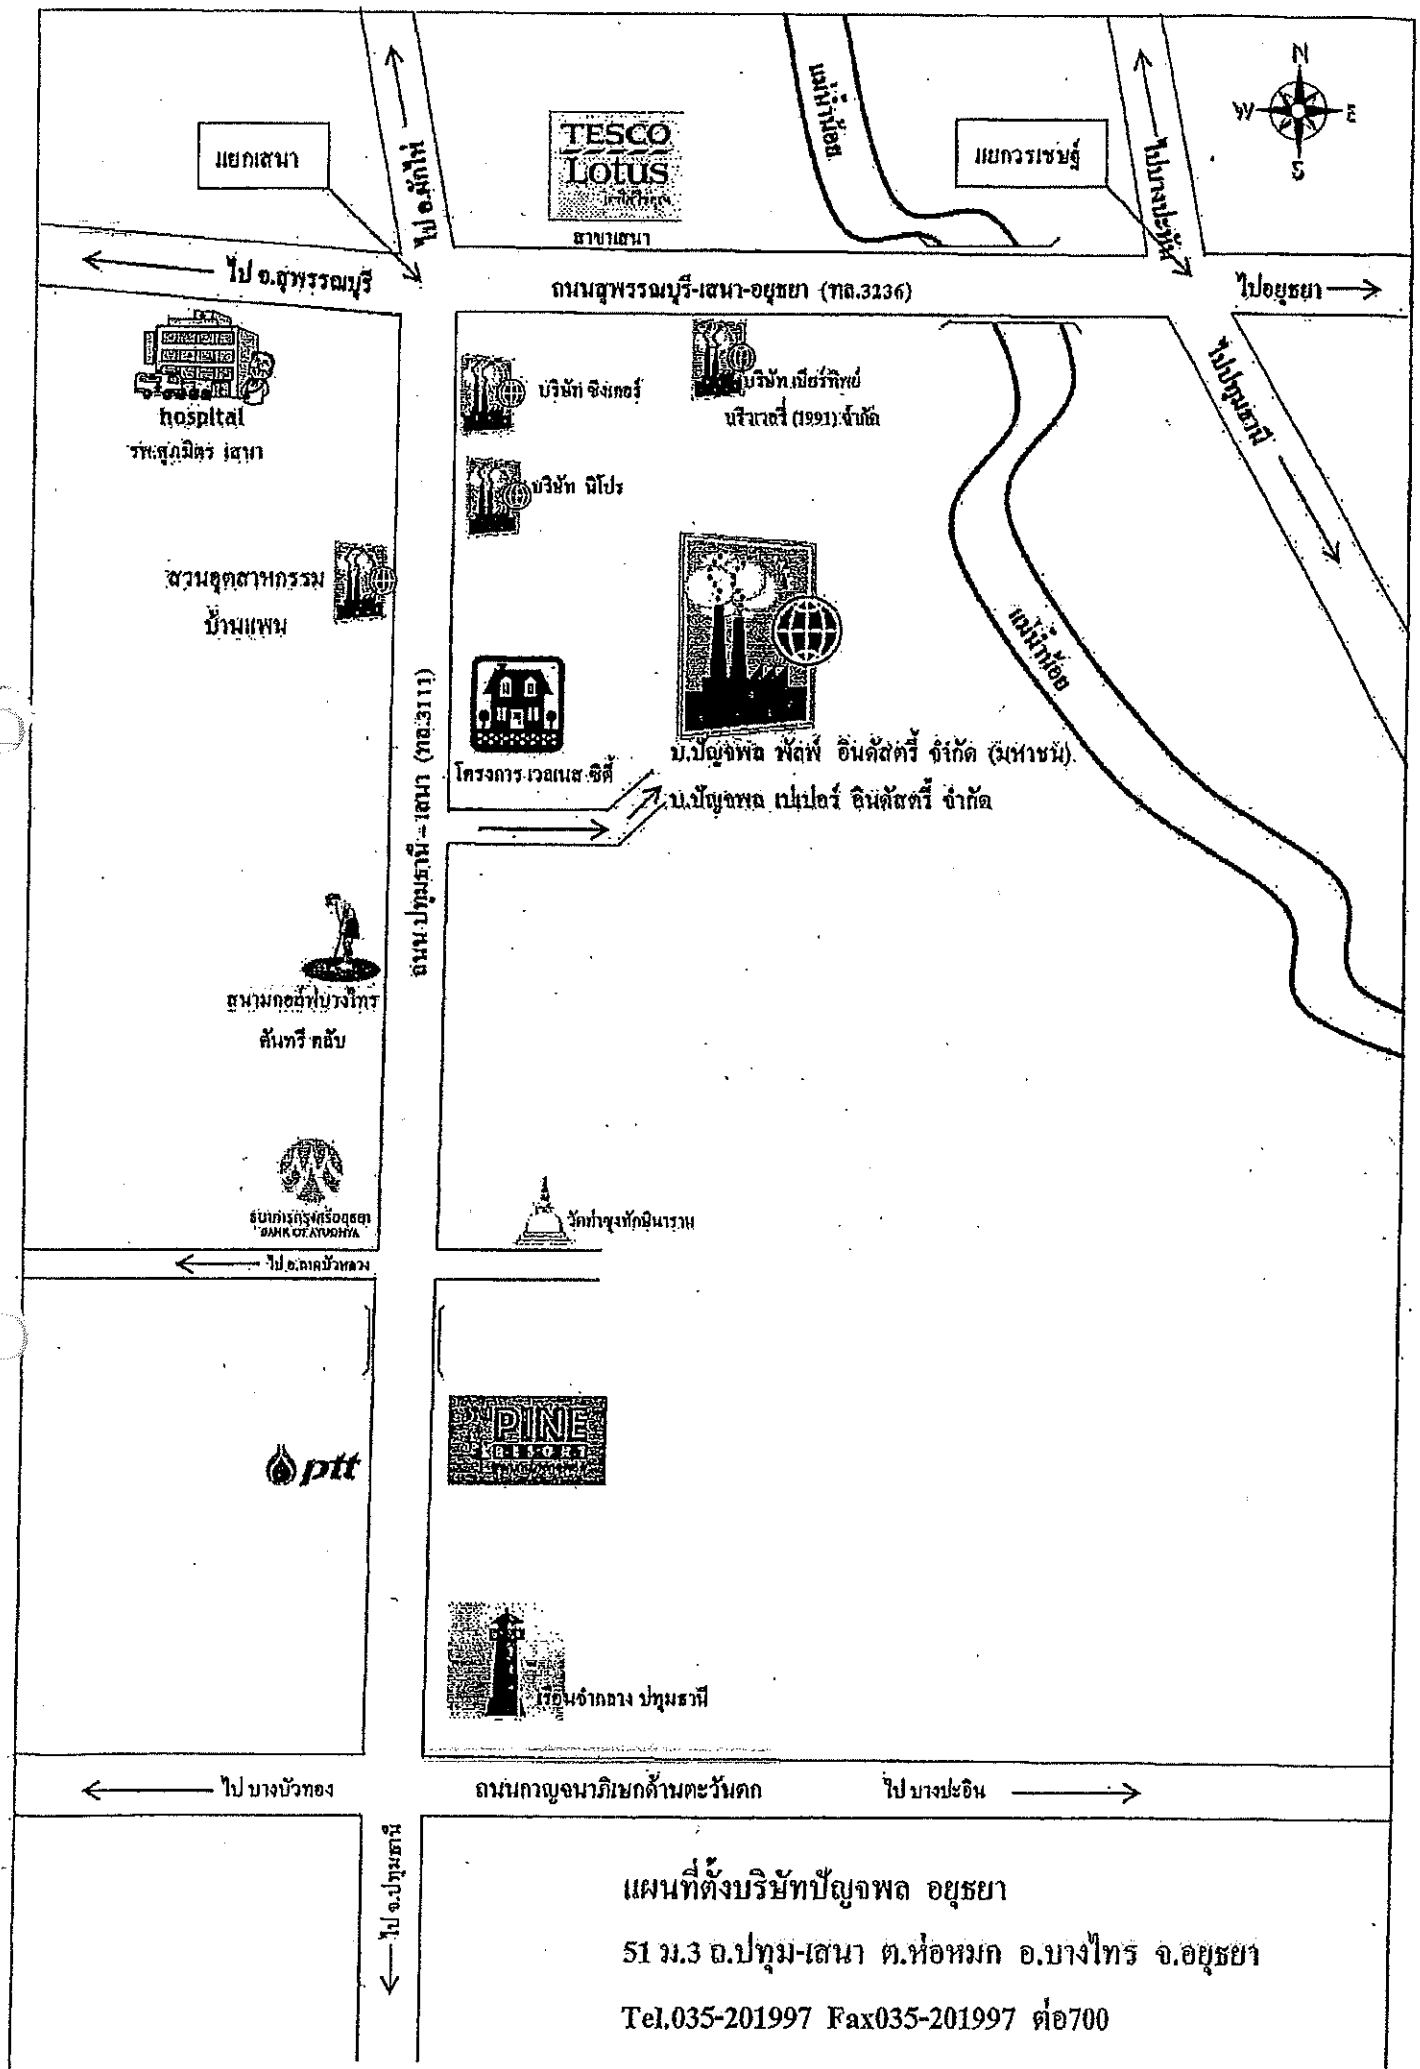 N
W E
S
TESCO
Lotus
สาขาเสนา
แม่น้ำน้อย
แยกเสนา
แยกวรเชษฐ์
ไป อ.ผักไห่
ไปบางปะหัน
ไป จ.สุพรรณบุรี
ถนนสุพรรณบุรี-เสนา-อยุธยา (ทล.3236)
ไปอยุธยา
ไปปทุมธานี
hospital
รพ.ศุภมิตร เสนา
บริษัท ซิงเกอร์
บริษัท เบียร์ทิพย์
บริวเวอรี่ (1991) จำกัด
บริษัท นิโปร
สวนอุตสาหกรรม
บ้านแพน
แม่น้ำน้อย
โครงการ เวลเนส ซิตี้
บ.ปัญจพล พัลพ์ อินดัสตรี้ จำกัด (มหาชน)
บ.ปัญจพล เปเปอร์ อินดัสตรี้ จำกัด
ถนน ปทุมธานี - เสนา (ทล.3111)
สนามกอล์ฟบางไทร
คันทรี คลับ
ธนาคารกรุงศรีอยุธยา
BANK OF AYUDHYA
วัดท่าซุงทักษิณาราม
ไป อ.ลาดบัวหลวง
PINE
RESORT
ptt
เรือนจำกลาง ปทุมธานี
ไป บางบัวทอง
ถนนกาญจนาภิเษกด้านตะวันตก
ไป บางปะอิน
ไป จ.ปทุมธานี
แผนที่ตั้งบริษัทปัญจพล อยุธยา
51 ม.3 ถ.ปทุม-เสนา ต.ห่อหมก อ.บางไทร จ.อยุธยา
Tel.035-201997 Fax035-201997 ต่อ700